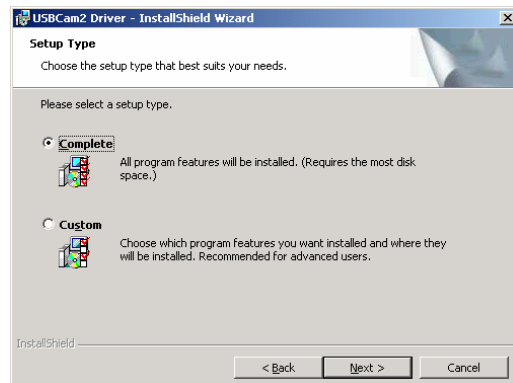 USBCam2 Driver - InstallShield Wizard
Setup Type
Choose the setup type that best suits your needs.
Please select a setup type.
Complete
All program features will be installed. (Requires the most disk
space.)
Custom
Choose which program features you want installed and where they
will be installed. Recommended for advanced users.
InstallShield
< Back
Next >
Cancel